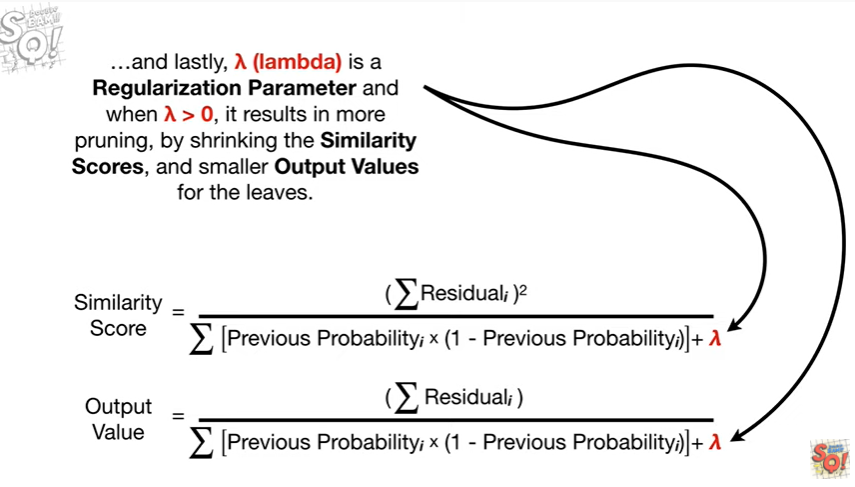 …and lastly, λ (lambda) is a
Regularization Parameter and
when λ > 0, it results in more
pruning, by shrinking the Similarity
Scores, and smaller Output Values
for the leaves.
Similarity Score = (∑Residualᵢ )² / ∑ [Previous Probabilityᵢ × (1 - Previous Probabilityᵢ)]+ λ
Output Value = (∑ Residualᵢ ) / ∑ [Previous Probabilityᵢ × (1 - Previous Probabilityᵢ)]+ λ
SQ!
SQ!